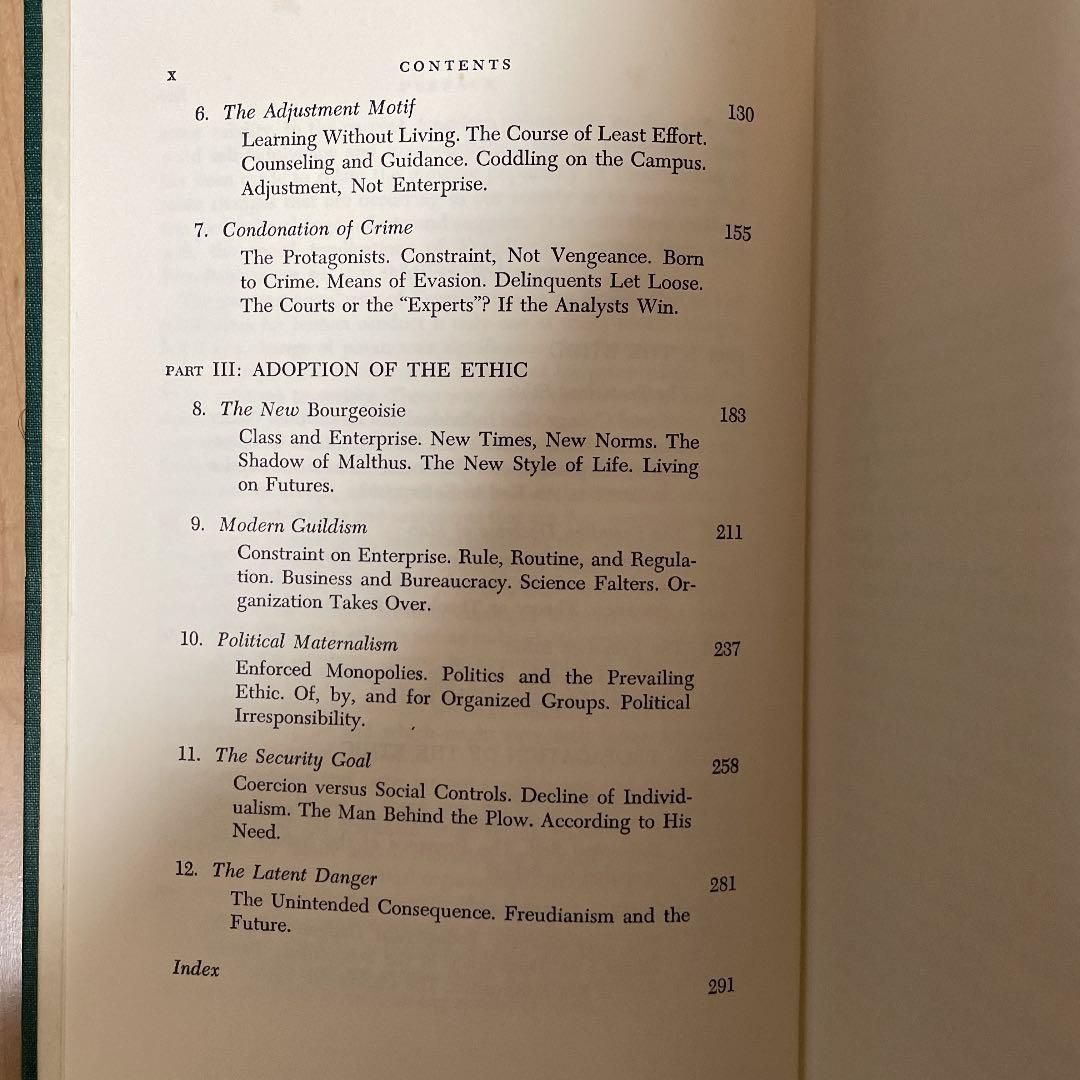 x
CONTENTS
6. The Adjustment Motif 130
Learning Without Living. The Course of Least Effort.
Counseling and Guidance. Coddling on the Campus.
Adjustment, Not Enterprise.
7. Condonation of Crime 155
The Protagonists. Constraint, Not Vengeance. Born
to Crime. Means of Evasion. Delinquents Let Loose.
The Courts or the “Experts”? If the Analysts Win.
PART III: ADOPTION OF THE ETHIC
8. The New Bourgeoisie 183
Class and Enterprise. New Times, New Norms. The
Shadow of Malthus. The New Style of Life. Living
on Futures.
9. Modern Guildism 211
Constraint on Enterprise. Rule, Routine, and Regula-
tion. Business and Bureaucracy. Science Falters. Or-
ganization Takes Over.
10. Political Maternalism 237
Enforced Monopolies. Politics and the Prevailing
Ethic. Of, by, and for Organized Groups. Political
Irresponsibility.
11. The Security Goal 258
Coercion versus Social Controls. Decline of Individ-
ualism. The Man Behind the Plow. According to His
Need.
12. The Latent Danger 281
The Unintended Consequence. Freudianism and the
Future.
Index 291